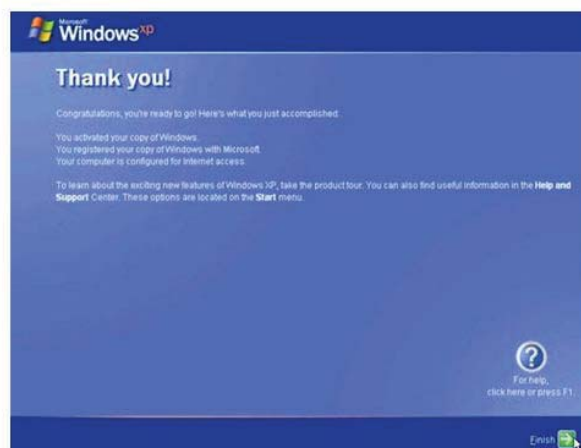 Microsoft
Windows xp
Thank you!
Congratulations, you're ready to go! Here's what you just accomplished.
You activated your copy of Windows.
You registered your copy of Windows with Microsoft.
Your computer is configured for Internet access.
To learn about the exciting new features of Windows XP, take the product tour. You can also find useful information in the Help and
Support Center. These options are located on the Start menu.
?
For help,
click here or press F1.
Finish